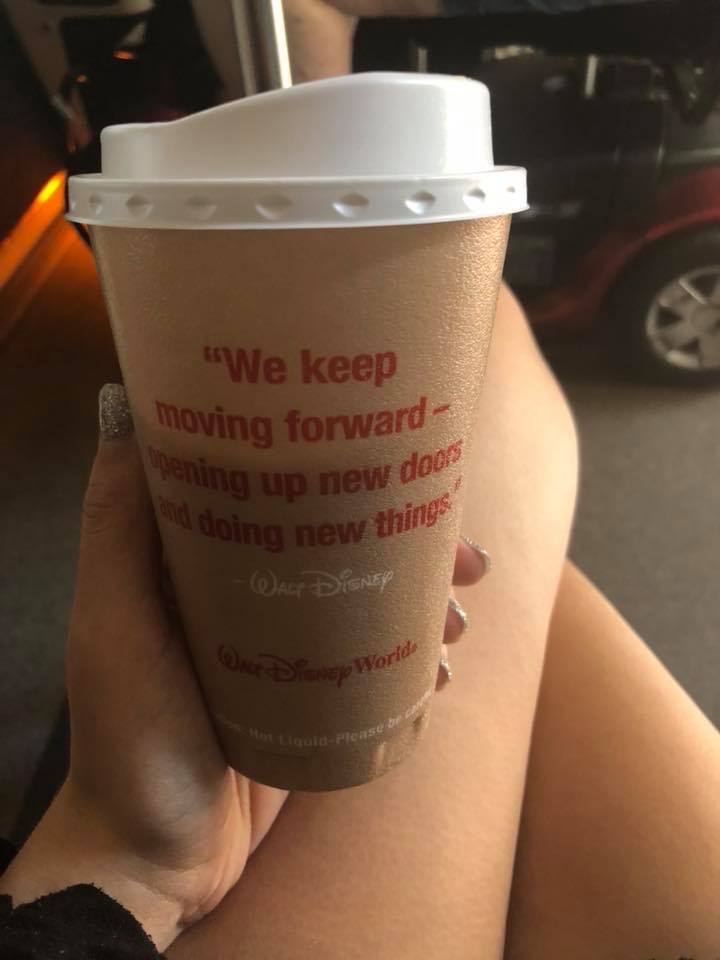 “We keep
moving forward –
opening up new doors
and doing new things.”
- WALT DISNEY
WALT DISNEY World®
Hot Liquid-Please be